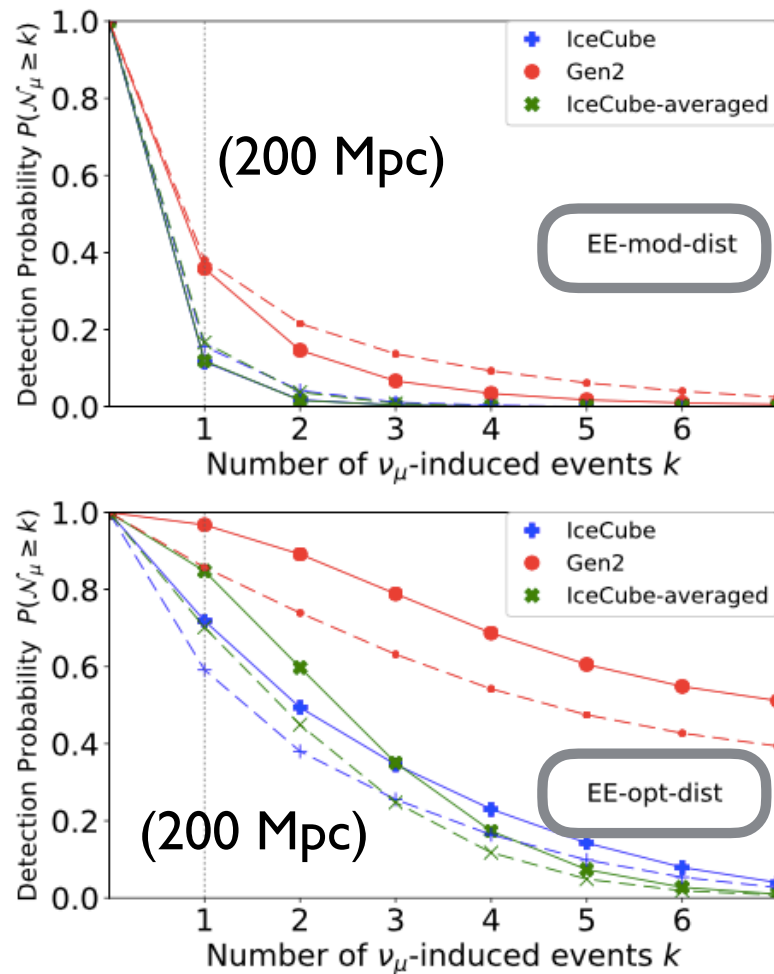 Detection Probability P(𝒩μ ≥ k)
1.0
0.8
0.6
0.4
0.2
0.0
IceCube
Gen2
IceCube-averaged
(200 Mpc)
EE-mod-dist
1 2 3 4 5 6
Number of νμ-induced events k
Detection Probability P(𝒩μ ≥ k)
1.0
0.8
0.6
0.4
0.2
0.0
IceCube
Gen2
IceCube-averaged
EE-opt-dist
(200 Mpc)
1 2 3 4 5 6
Number of νμ-induced events k